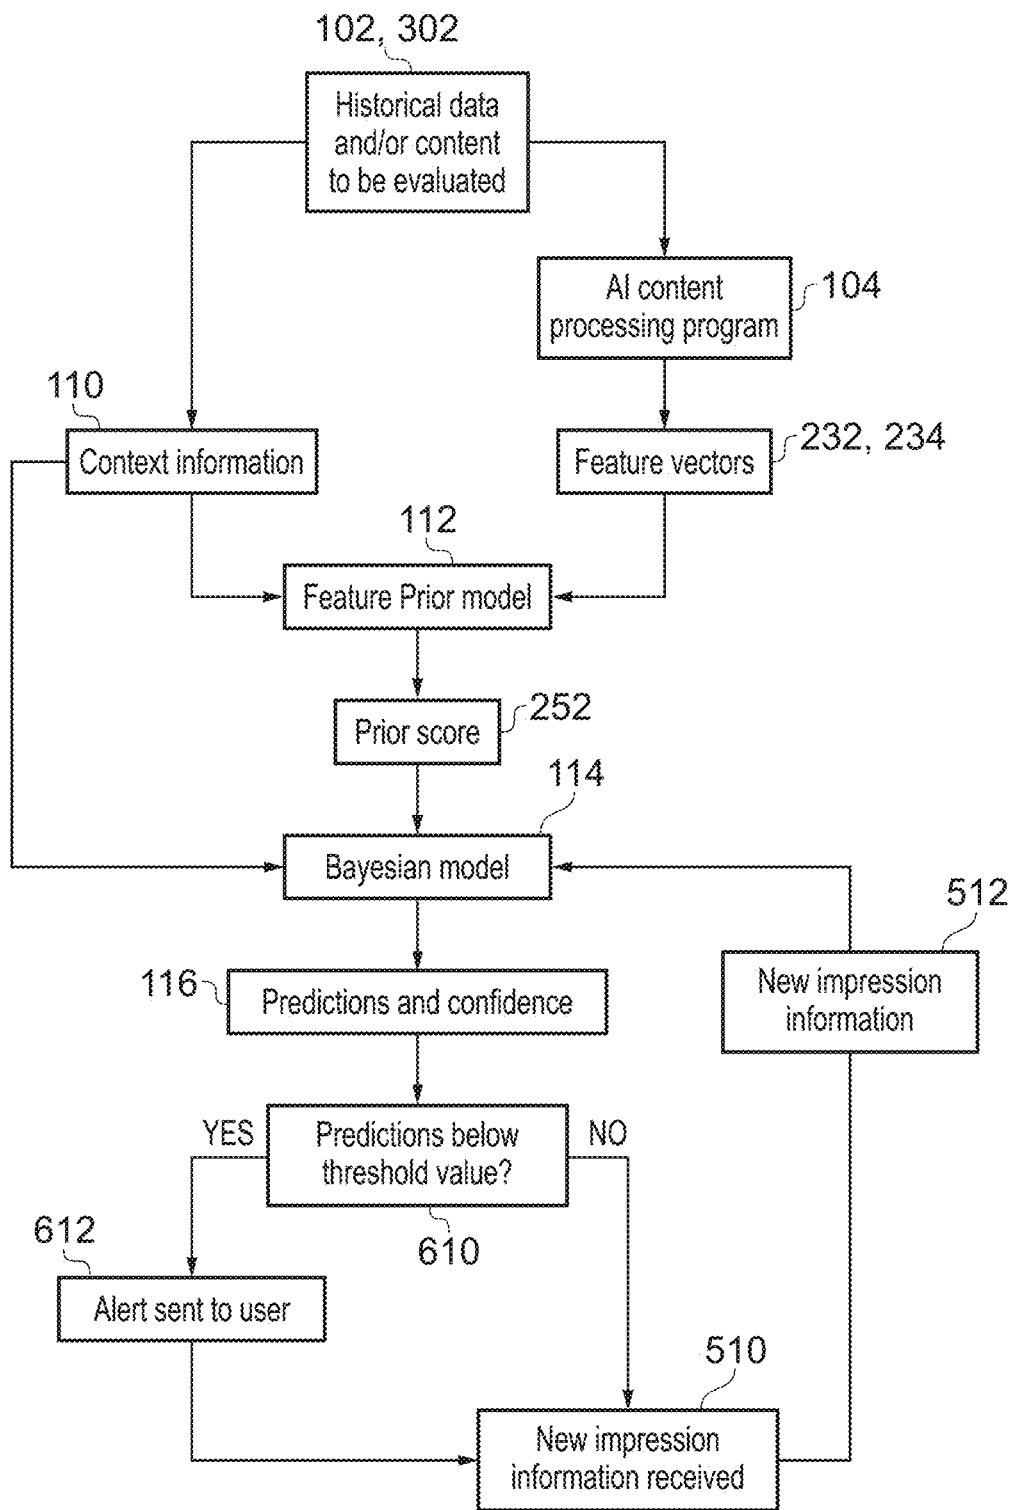 102, 302
Historical data
and/or content
to be evaluated
AI content
processing program
104
110
Context information
232, 234
Feature vectors
112
Feature Prior model
252
Prior score
114
Bayesian model
512
New impression
information
116
Predictions and confidence
YES
Predictions below
threshold value?
NO
610
612
Alert sent to user
510
New impression
information received